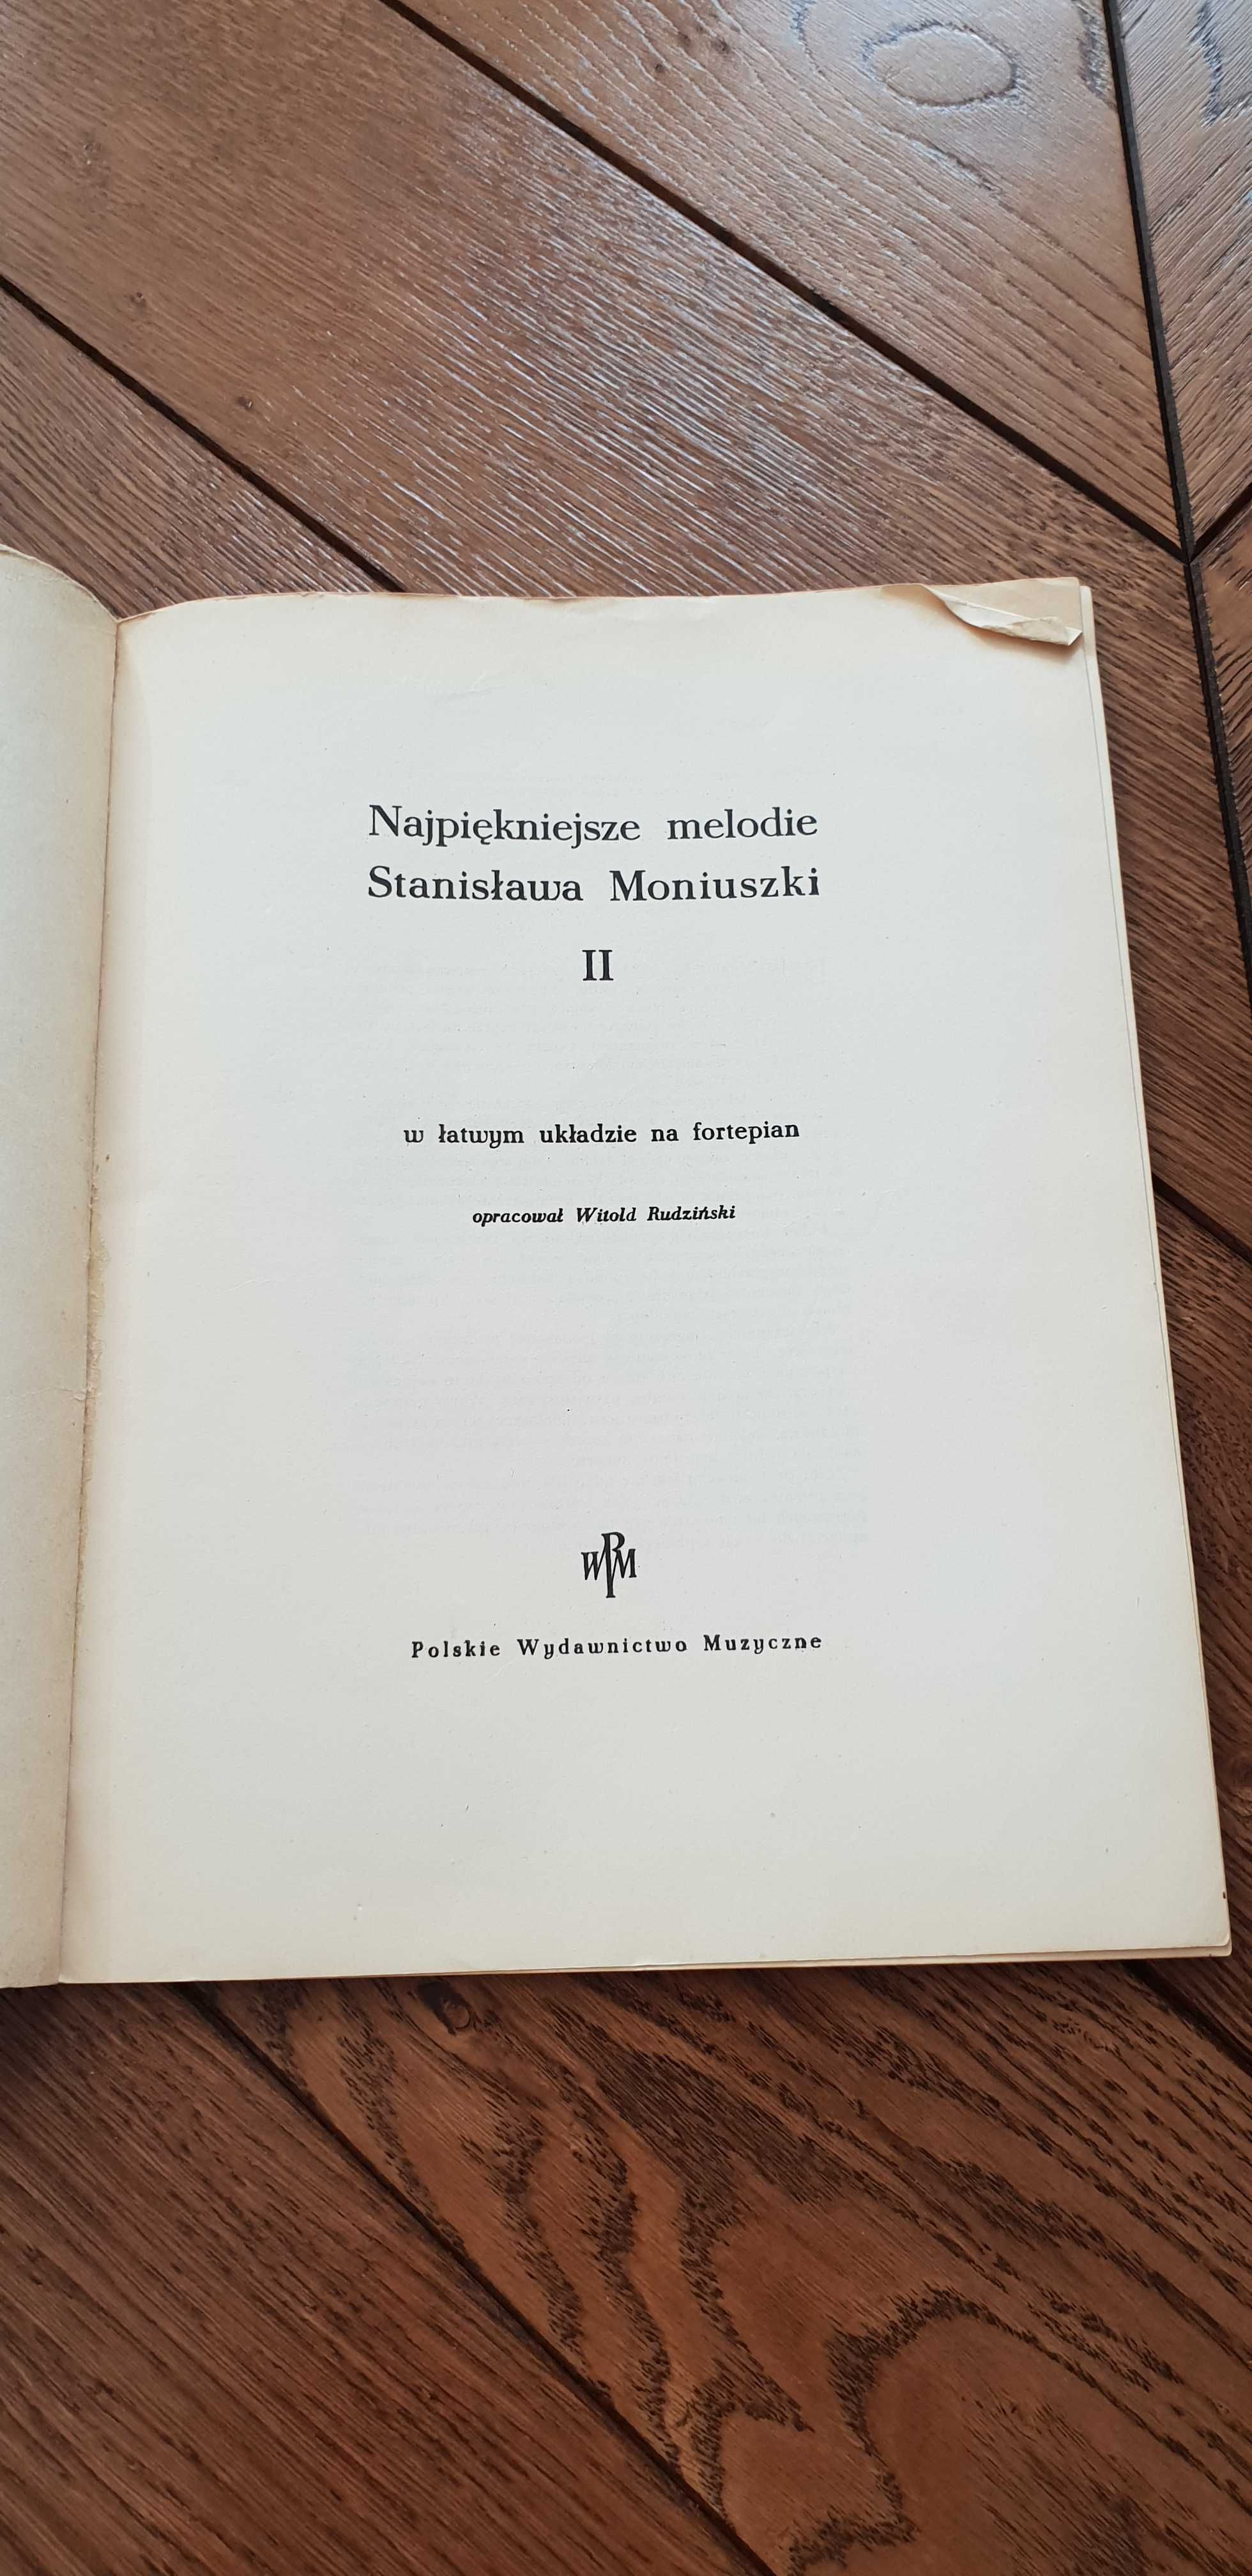 Najpiękniejsze melodie
Stanisława Moniuszki
II
w łatwym układzie na fortepian
opracował Witold Rudziński
PWM
Polskie Wydawnictwo Muzyczne